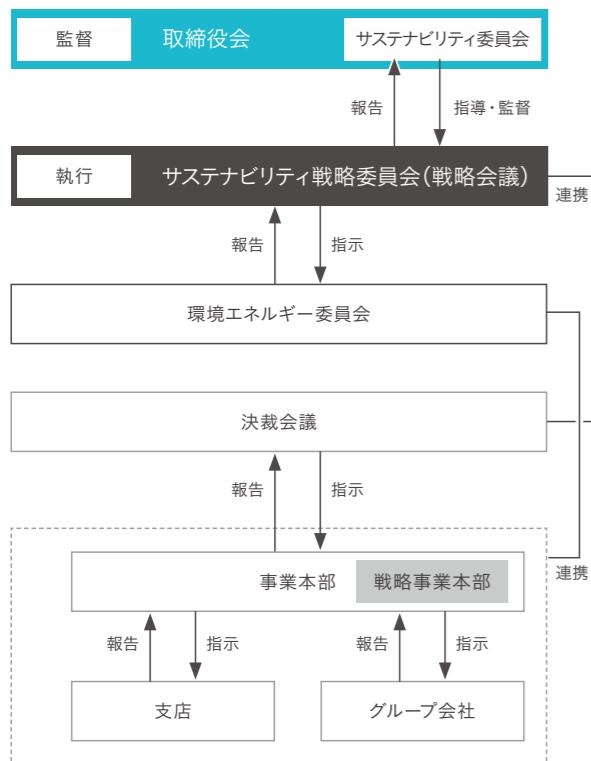 監督
取締役会
サステナビリティ委員会
報告
指導・監督
執行
サステナビリティ戦略委員会(戦略会議)
連携
報告
指示
環境エネルギー委員会
決裁会議
報告
指示
事業本部
戦略事業本部
連携
報告
指示
報告
指示
支店
グループ会社